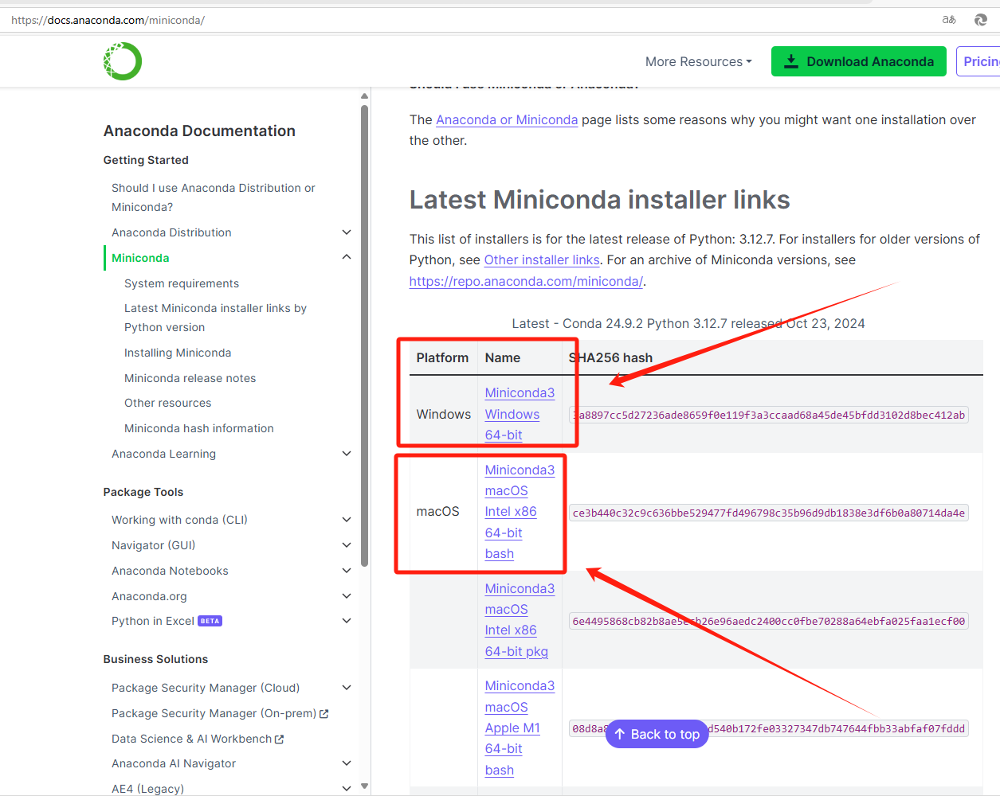 https://docs.anaconda.com/miniconda/
aあ
More Resources
Download Anaconda
Pricin
Should I use Miniconda or Anaconda?
The Anaconda or Miniconda page lists some reasons why you might want one installation over
the other.
Anaconda Documentation
Getting Started
Should I use Anaconda Distribution or
Miniconda?
Anaconda Distribution
Miniconda
System requirements
Latest Miniconda installer links by
Python version
Installing Miniconda
Miniconda release notes
Other resources
Miniconda hash information
Anaconda Learning
Package Tools
Working with conda (CLI)
Navigator (GUI)
Anaconda Notebooks
Anaconda.org
Python in Excel BETA
Business Solutions
Package Security Manager (Cloud)
Package Security Manager (On-prem)
Data Science & AI Workbench
Anaconda AI Navigator
AE4 (Legacy)
Latest Miniconda installer links
This list of installers is for the latest release of Python: 3.12.7. For installers for older versions of
Python, see Other installer links. For an archive of Miniconda versions, see
https://repo.anaconda.com/miniconda/.
Latest - Conda 24.9.2 Python 3.12.7 released Oct 23, 2024
Platform Name SHA256 hash
Windows
Miniconda3
Windows
64-bit
3a8897cc5d27236ade8659f0e119f3a3ccaad68a45de45bfdd3102d8bec412ab
macOS
Miniconda3
macOS
Intel x86
64-bit
bash
ce3b440c32c9c636bbe529477fd496798c35b96d9db1838e3df6b0a80714da4e
Miniconda3
macOS
Intel x86
64-bit pkg
Miniconda3
macOS
Apple M1
64-bit
bash
Back to top